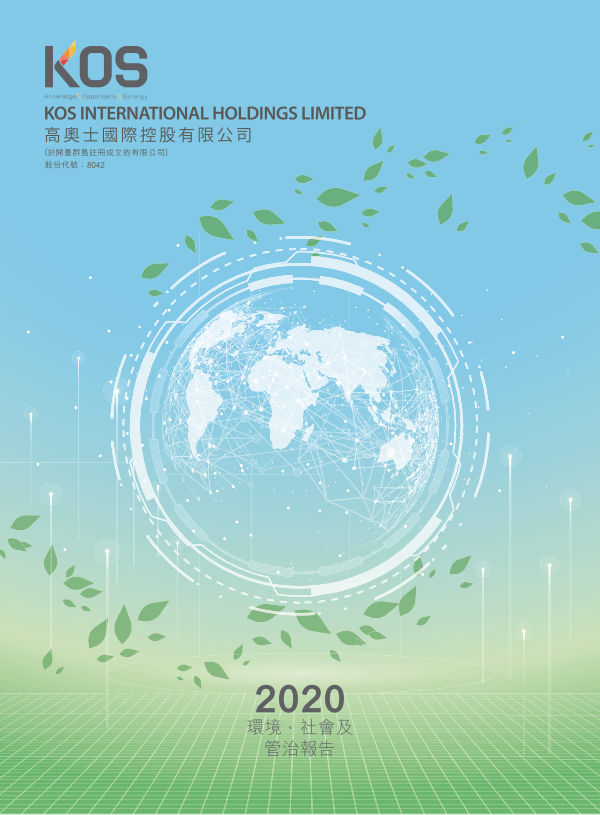 KOS
Knowledge Opportunity Synergy
KOS INTERNATIONAL HOLDINGS LIMITED
高奧士國際控股有限公司
(於開曼群島註冊成立的有限公司)
股份代號：8042
2020
環境、社會及
管治報告